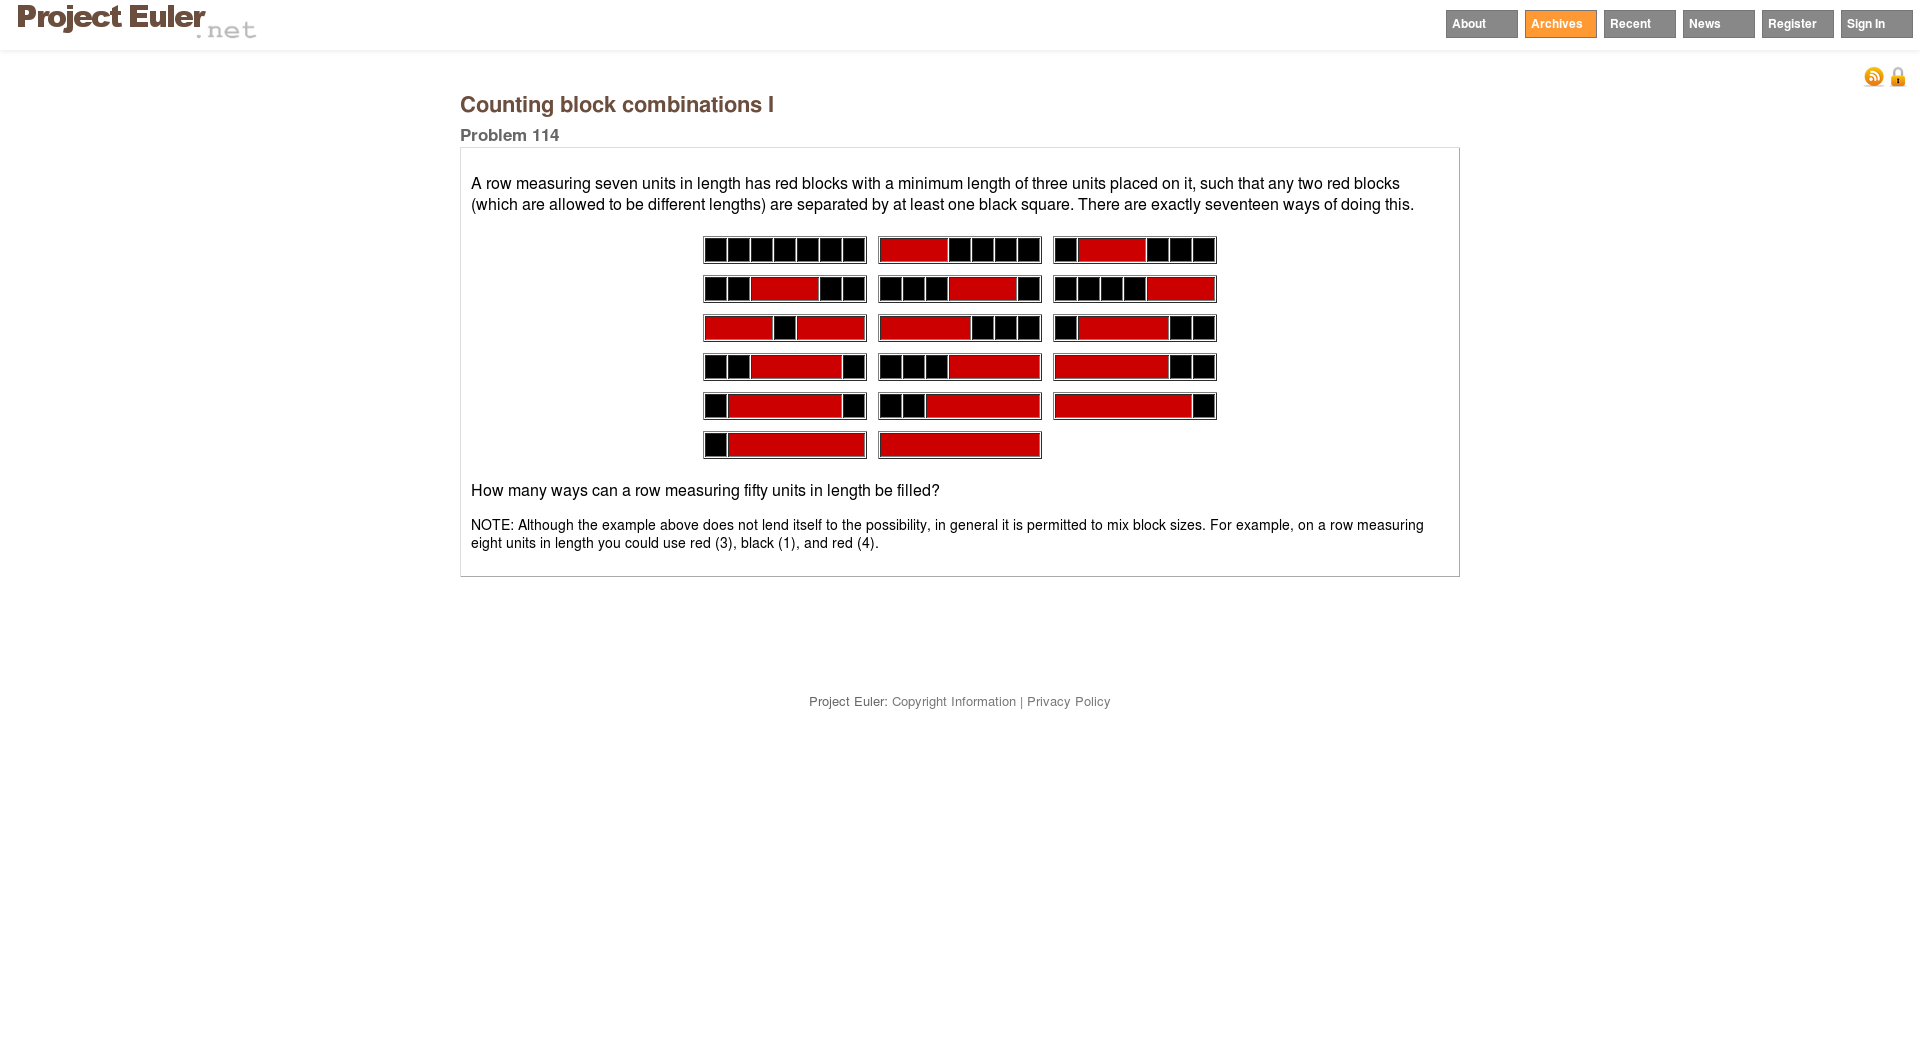 Project Euler
.net
About
Archives
Recent
News
Register
Sign In
Counting block combinations I
Problem 114
A row measuring seven units in length has red blocks with a minimum length of three units placed on it, such that any two red blocks
(which are allowed to be different lengths) are separated by at least one black square. There are exactly seventeen ways of doing this.
How many ways can a row measuring fifty units in length be filled?
NOTE: Although the example above does not lend itself to the possibility, in general it is permitted to mix block sizes. For example, on a row measuring
eight units in length you could use red (3), black (1), and red (4).
Project Euler: Copyright Information | Privacy Policy